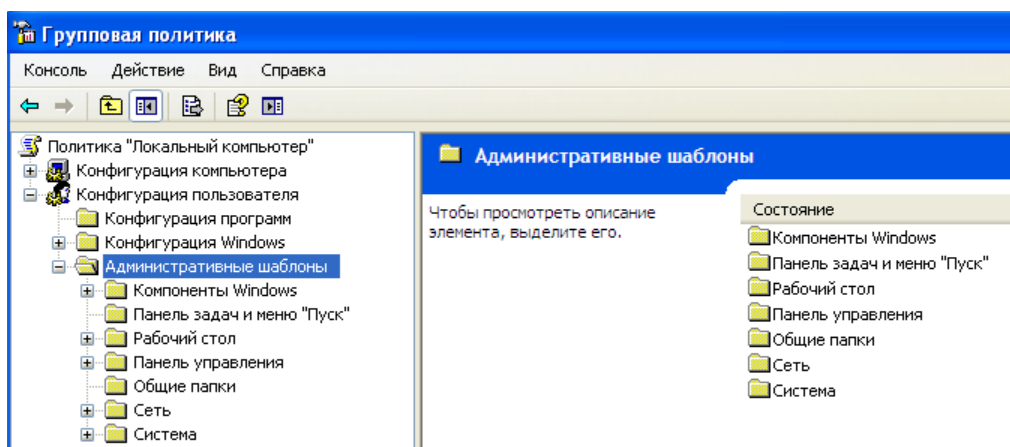 Групповая политика
Консоль Действие Вид Справка
Политика "Локальный компьютер"
Конфигурация компьютера
Конфигурация пользователя
Конфигурация программ
Конфигурация Windows
Административные шаблоны
Компоненты Windows
Панель задач и меню "Пуск"
Рабочий стол
Панель управления
Общие папки
Сеть
Система
Административные шаблоны
Чтобы просмотреть описание
элемента, выделите его.
Состояние
Компоненты Windows
Панель задач и меню "Пуск"
Рабочий стол
Панель управления
Общие папки
Сеть
Система